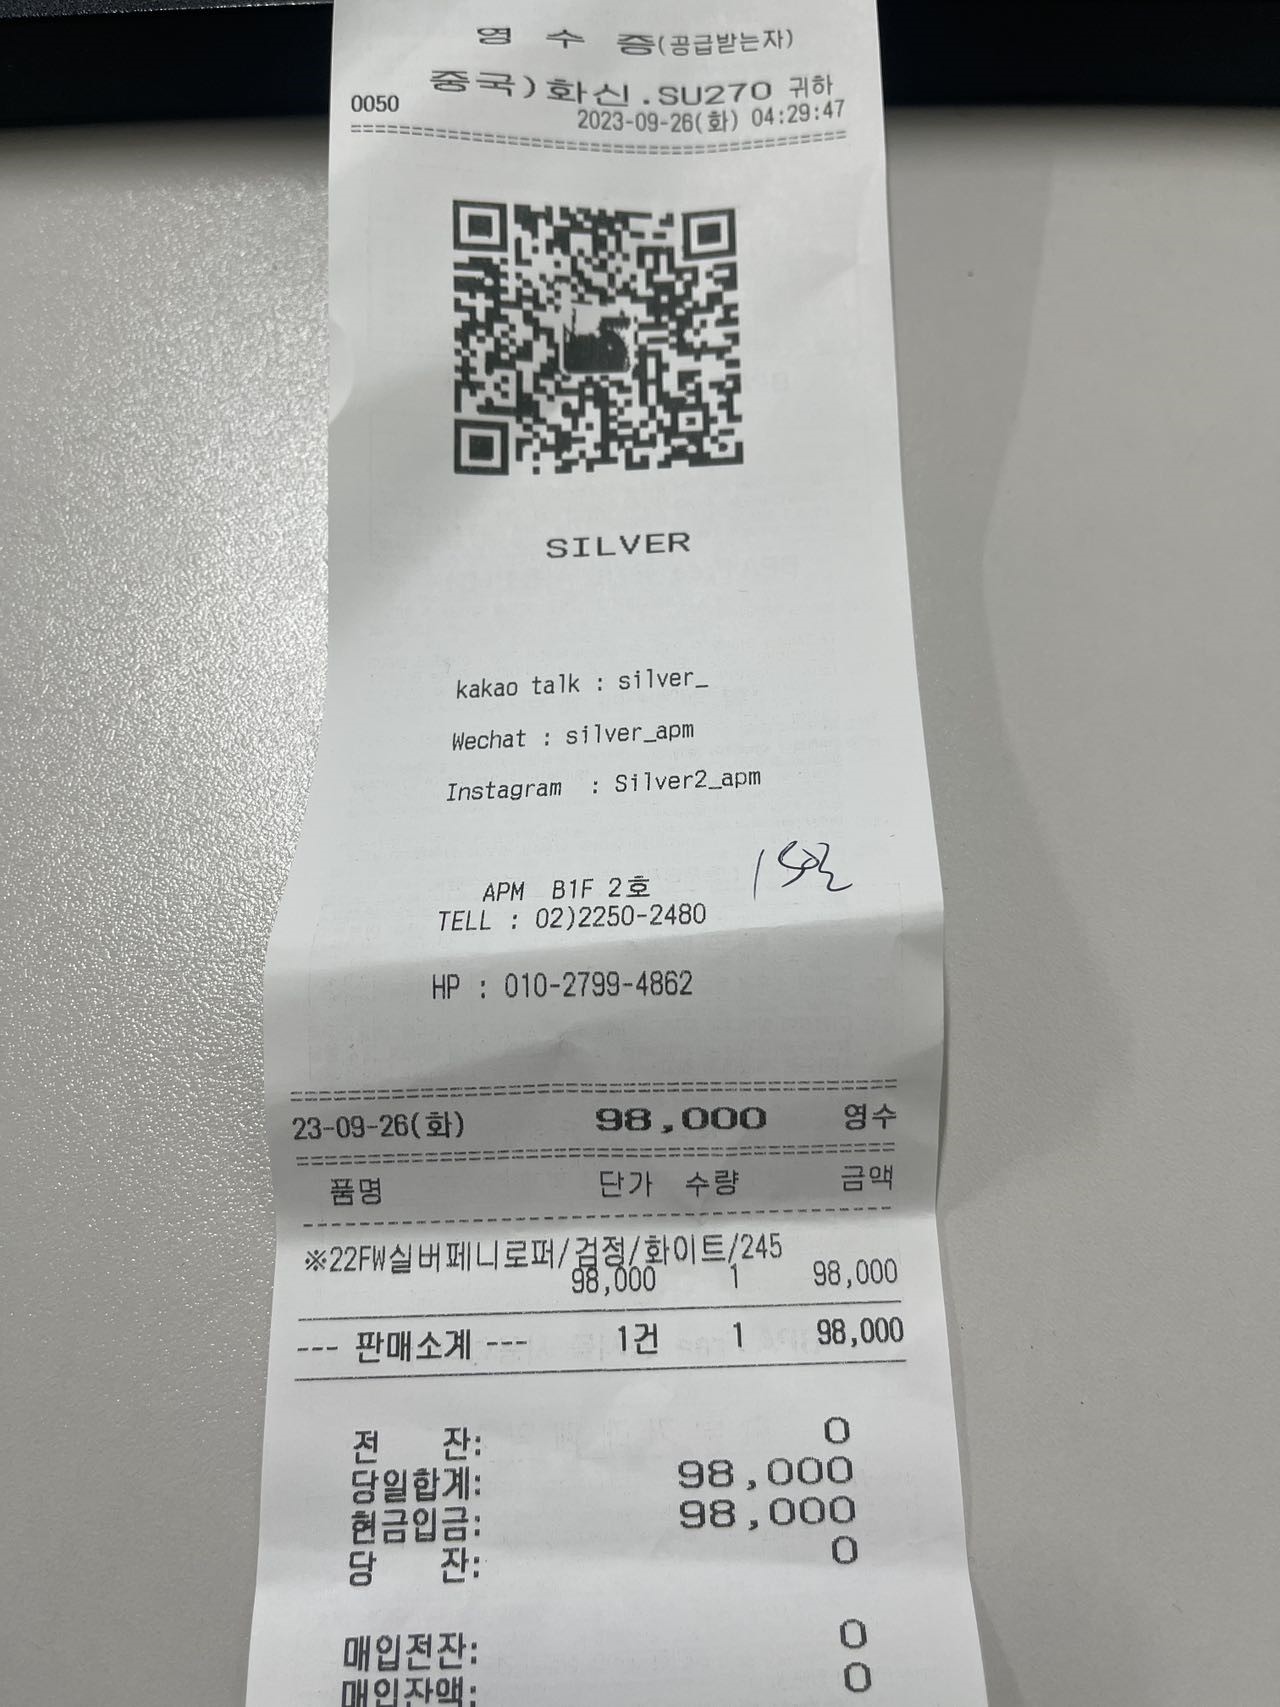 영 수 증(공급받는자)
중국)화신.SU270 귀하
0050 2023-09-26(화) 04:29:47
SILVER
kakao talk : silver_
Wechat : silver_apm
Instagram : Silver2_apm
APM B1F 2호
TELL : 02)2250-2480
HP : 010-2799-4862
23-09-26(화) 98,000 영수
품명 단가 수량 금액
※22FW실버페니로퍼/검정/화이트/245
98,000 1 98,000
--- 판매소계 --- 1건 1 98,000
전 잔: 0
당일합계: 98,000
현금입금: 98,000
당 잔: 0
매입전잔: 0
매입잔액: 0